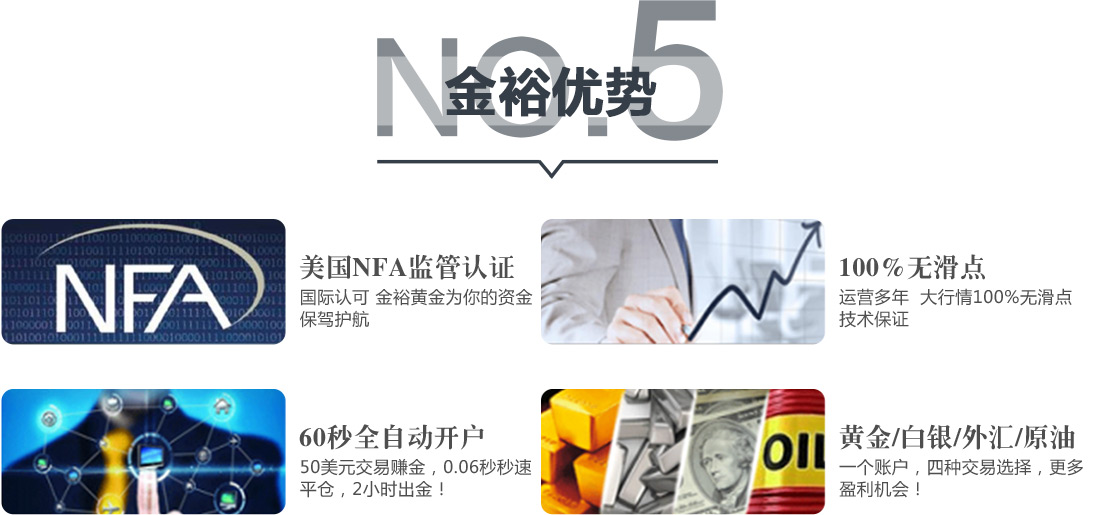 NO.5
金裕优势
NFA
美国NFA监管认证
国际认可 金裕黄金为你的资金
保驾护航
100%无滑点
运营多年 大行情100%无滑点
技术保证
60秒全自动开户
50美元交易赚金，0.06秒秒速
平仓，2小时出金！
OIL
黄金/白银/外汇/原油
一个账户，四种交易选择，更多
盈利机会！